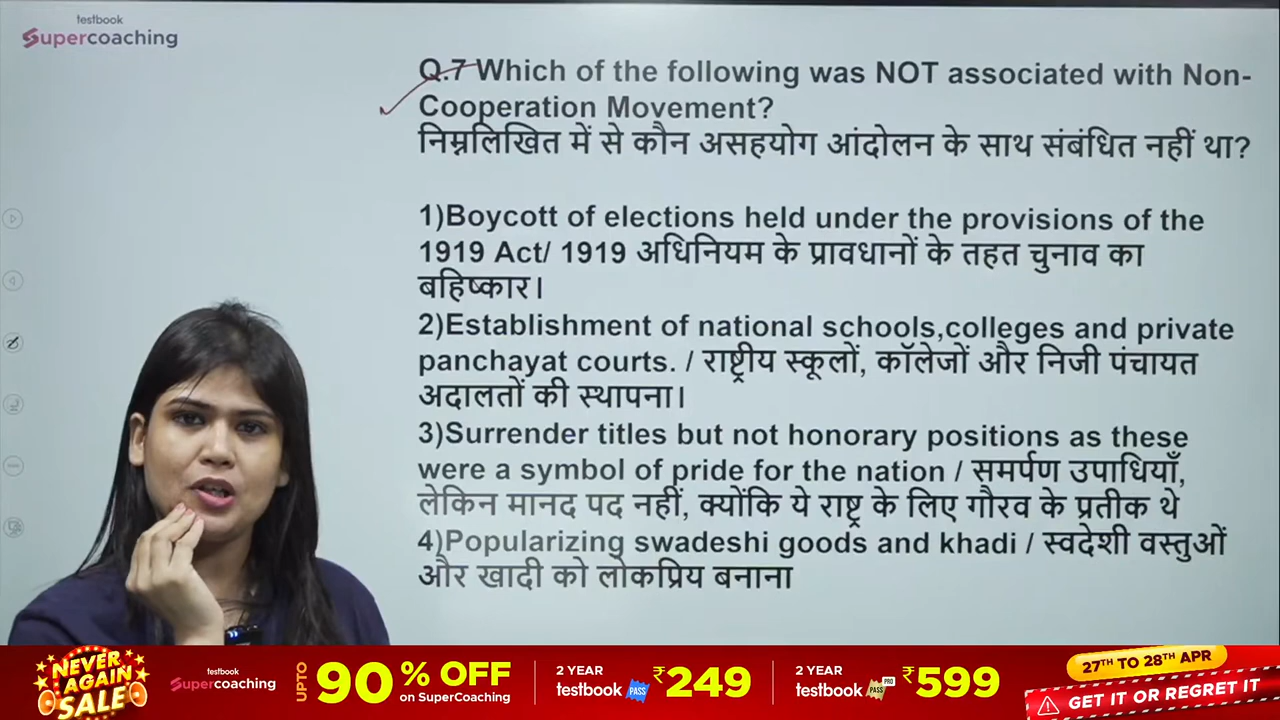 testbook
Supercoaching
Q.7 Which of the following was NOT associated with Non-
Cooperation Movement?
निम्नलिखित में से कौन असहयोग आंदोलन के साथ संबंधित नहीं था?
1)Boycott of elections held under the provisions of the
1919 Act/ 1919 अधिनियम के प्रावधानों के तहत चुनाव का
बहिष्कार।
2)Establishment of national schools,colleges and private
panchayat courts. / राष्ट्रीय स्कूलों, कॉलेजों और निजी पंचायत
अदालतों की स्थापना।
3)Surrender titles but not honorary positions as these
were a symbol of pride for the nation / समर्पण उपाधियाँ,
लेकिन मानद पद नहीं, क्योंकि ये राष्ट्र के लिए गौरव के प्रतीक थे
4)Popularizing swadeshi goods and khadi / स्वदेशी वस्तुओं
और खादी को लोकप्रिय बनाना
NEVER
AGAIN
SALE
testbook
Supercoaching
UPTO
90% OFF
on SuperCoaching
2 YEAR
testbook PASS
₹249
2 YEAR
testbook PASS PRO
₹599
27TH TO 28TH APR
GET IT OR REGRET IT